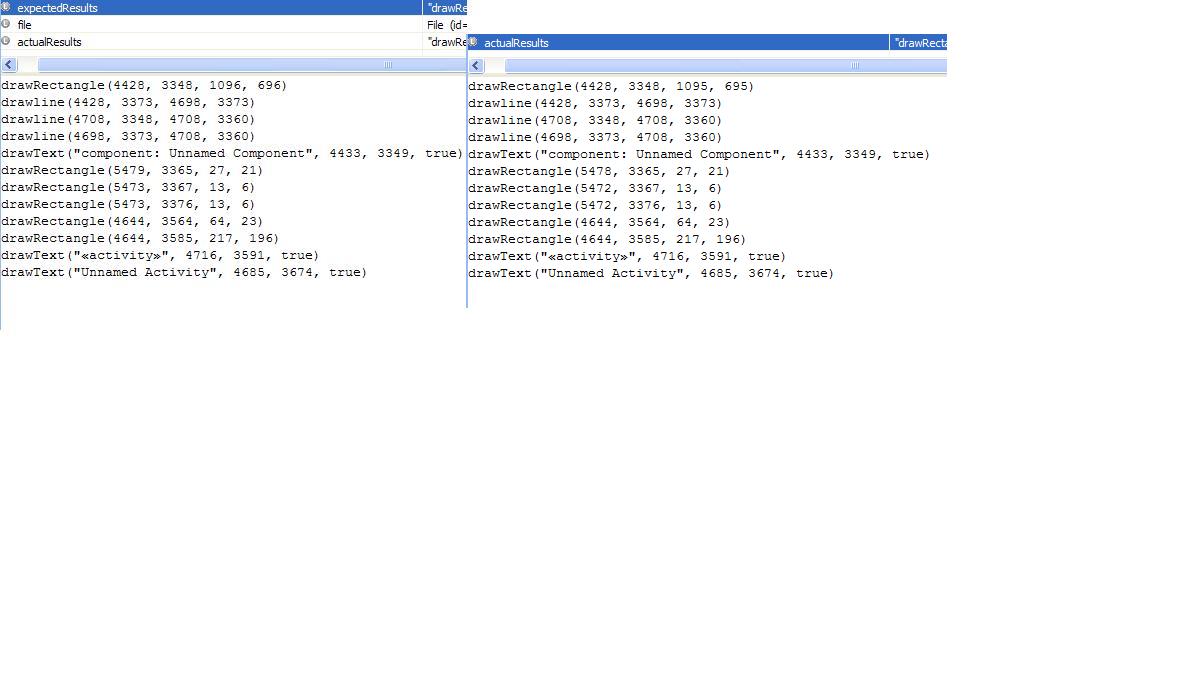 expectedResults "drawRe
file File (id=
actualResults "drawRe
drawRectangle(4428, 3348, 1096, 696)
drawline(4428, 3373, 4698, 3373)
drawline(4708, 3348, 4708, 3360)
drawline(4698, 3373, 4708, 3360)
drawText("component: Unnamed Component", 4433, 3349, true)
drawRectangle(5479, 3365, 27, 21)
drawRectangle(5473, 3367, 13, 6)
drawRectangle(5473, 3376, 13, 6)
drawRectangle(4644, 3564, 64, 23)
drawRectangle(4644, 3585, 217, 196)
drawText("«activity»", 4716, 3591, true)
drawText("Unnamed Activity", 4685, 3674, true)
actualResults "drawRecta
drawRectangle(4428, 3348, 1095, 695)
drawline(4428, 3373, 4698, 3373)
drawline(4708, 3348, 4708, 3360)
drawline(4698, 3373, 4708, 3360)
drawText("component: Unnamed Component", 4433, 3349, true)
drawRectangle(5478, 3365, 27, 21)
drawRectangle(5472, 3367, 13, 6)
drawRectangle(5472, 3376, 13, 6)
drawRectangle(4644, 3564, 64, 23)
drawRectangle(4644, 3585, 217, 196)
drawText("«activity»", 4716, 3591, true)
drawText("Unnamed Activity", 4685, 3674, true)